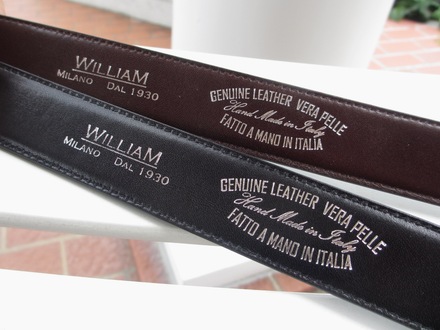 WILLIAM
MILANO DAL 1930
GENUINE LEATHER VERA PELLE
Hand Made in Italy
FATTO A MANO IN ITALIA
WILLIAM
MILANO DAL 1930
GENUINE LEATHER VERA PELLE
Hand Made in Italy
FATTO A MANO IN ITALIA